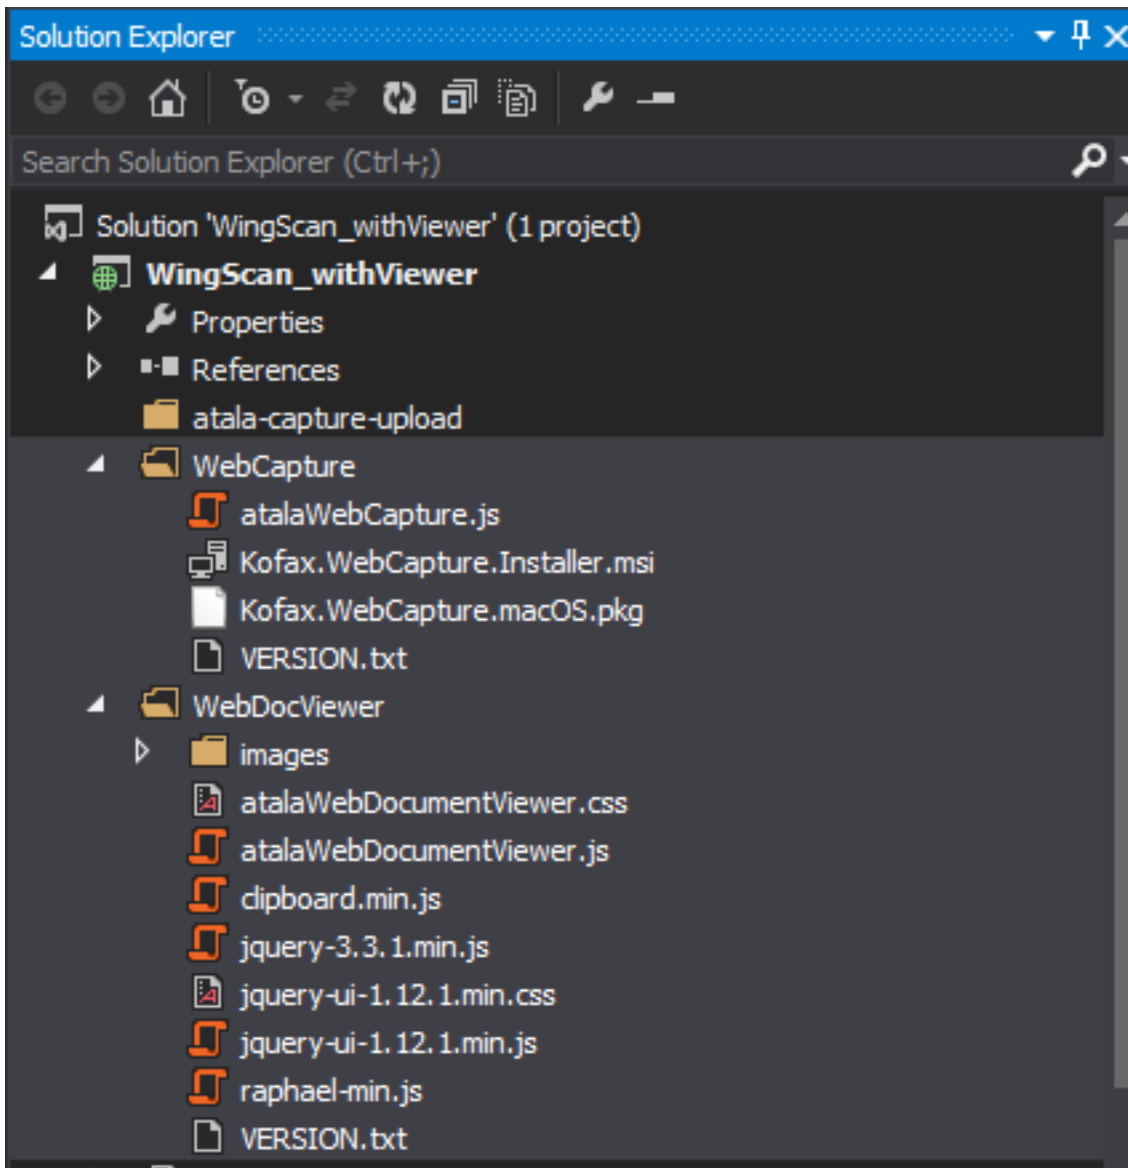 Solution Explorer
Search Solution Explorer (Ctrl+;)
Solution 'WingScan_withViewer' (1 project)
WingScan_withViewer
Properties
References
atala-capture-upload
WebCapture
atalaWebCapture.js
Kofax.WebCapture.Installer.msi
Kofax.WebCapture.macOS.pkg
VERSION.txt
WebDocViewer
images
atalaWebDocumentViewer.css
atalaWebDocumentViewer.js
clipboard.min.js
jquery-3.3.1.min.js
jquery-ui-1.12.1.min.css
jquery-ui-1.12.1.min.js
raphael-min.js
VERSION.txt